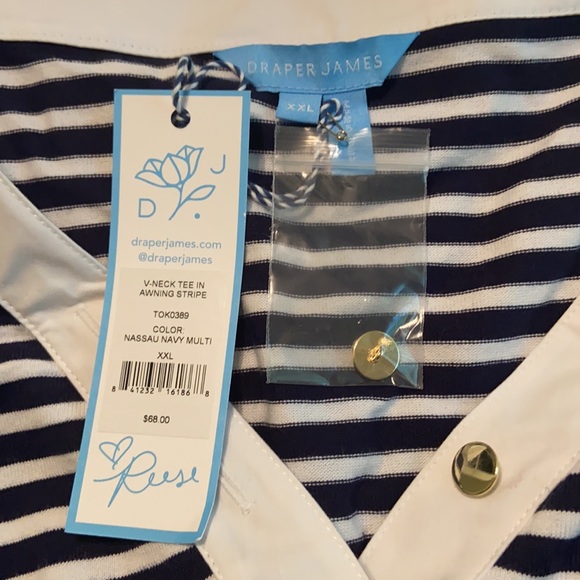 DRAPER JAMES
XXL
D J
draperjames.com
@draperjames
V-NECK TEE IN
AWNING STRIPE
TOK0389
COLOR:
NASSAU NAVY MULTI
XXL
8 41232 16186 8
$68.00
Reese